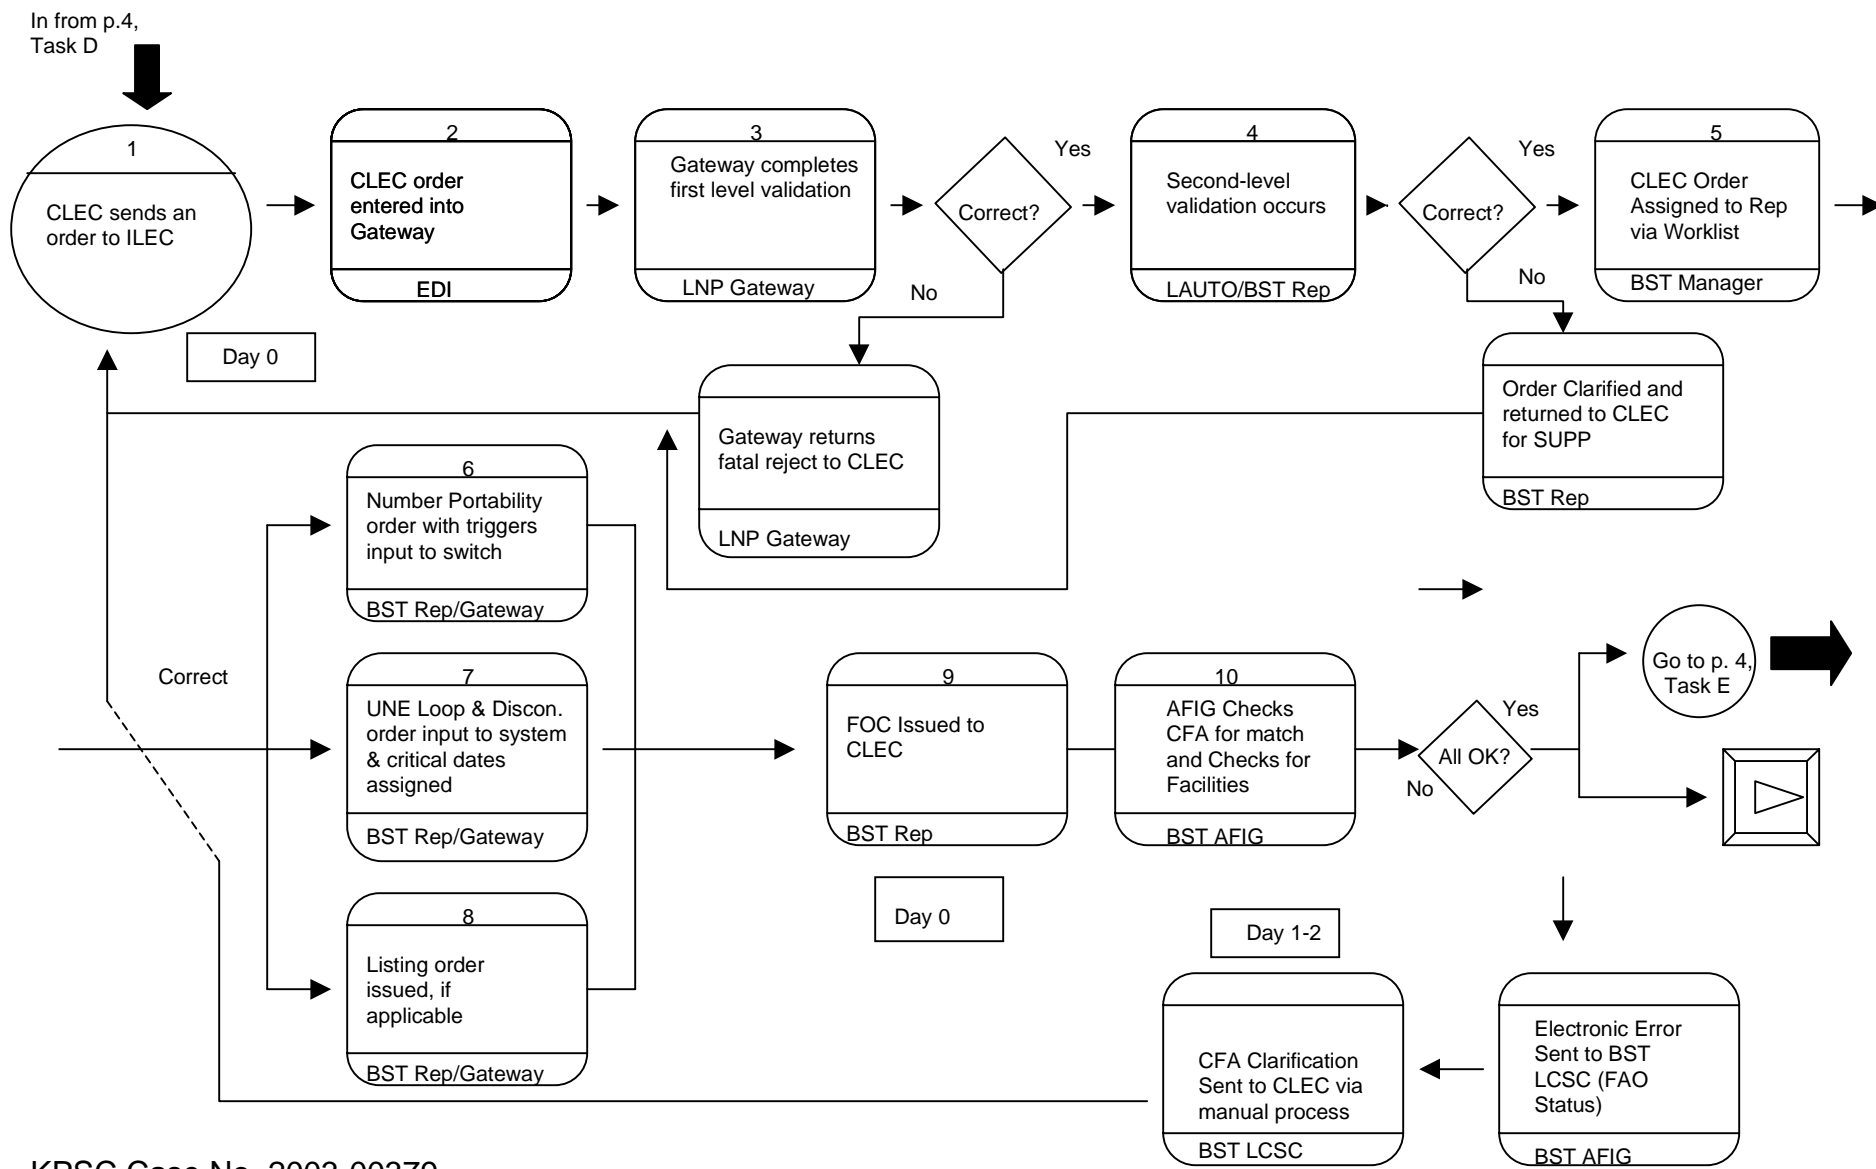 In from p.4,
Task D
1
CLEC sends an
order to ILEC
Day 0
2
CLEC order
entered into
Gateway
EDI
3
Gateway completes
first level validation
LNP Gateway
Correct?
Yes
No
4
Second-level
validation occurs
LAUTO/BST Rep
Correct?
Yes
No
5
CLEC Order
Assigned to Rep
via Worklist
BST Manager
Gateway returns
fatal reject to CLEC
LNP Gateway
Order Clarified and
returned to CLEC
for SUPP
BST Rep
Correct
6
Number Portability
order with triggers
input to switch
BST Rep/Gateway
7
UNE Loop & Discon.
order input to system
& critical dates
assigned
BST Rep/Gateway
8
Listing order
issued, if
applicable
BST Rep/Gateway
9
FOC Issued to
CLEC
BST Rep
Day 0
10
AFIG Checks
CFA for match
and Checks for
Facilities
BST AFIG
All OK?
Yes
No
Go to p. 4,
Task E
Day 1-2
CFA Clarification
Sent to CLEC via
manual process
BST LCSC
Electronic Error
Sent to BST
LCSC (FAO
Status)
BST AFIG
KPSC Case No. 2003-00379